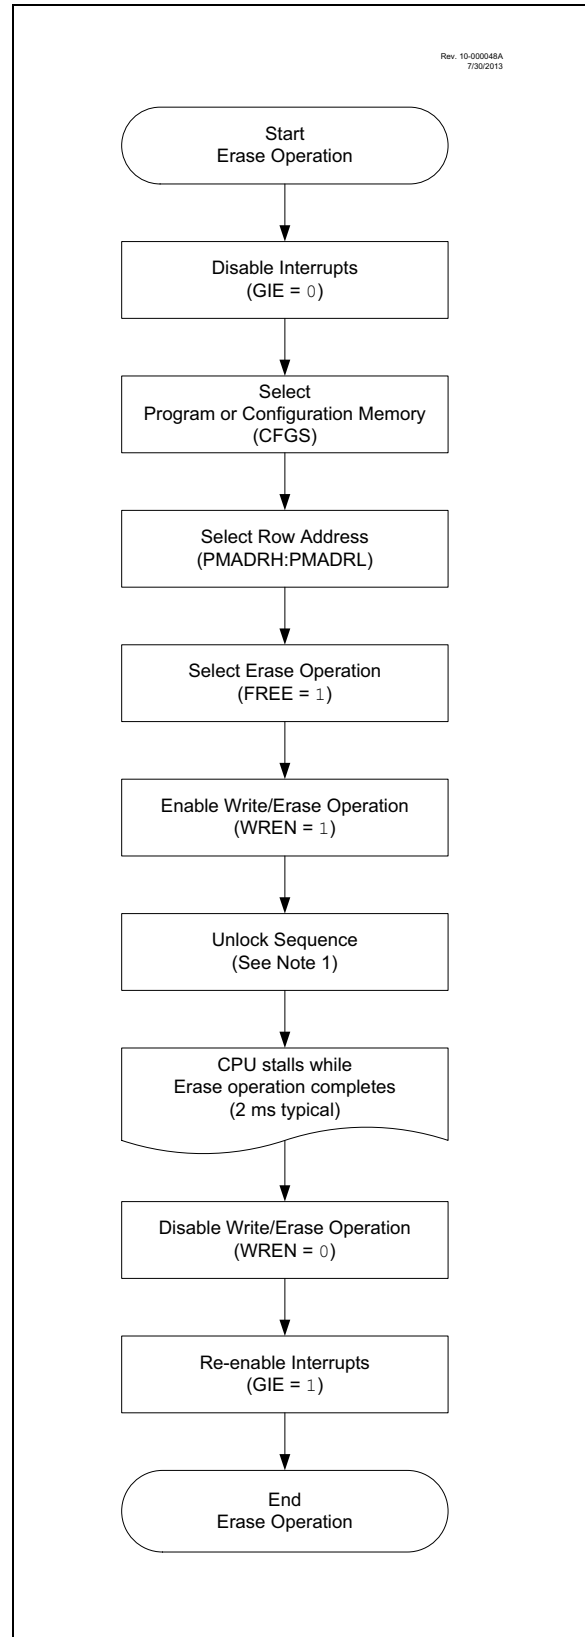 Rev. 10-000048A
7/30/2013
Start
Erase Operation
Disable Interrupts
(GIE = 0)
Select
Program or Configuration Memory
(CFGS)
Select Row Address
(PMADRH:PMADRL)
Select Erase Operation
(FREE = 1)
Enable Write/Erase Operation
(WREN = 1)
Unlock Sequence
(See Note 1)
CPU stalls while
Erase operation completes
(2 ms typical)
Disable Write/Erase Operation
(WREN = 0)
Re-enable Interrupts
(GIE = 1)
End
Erase Operation